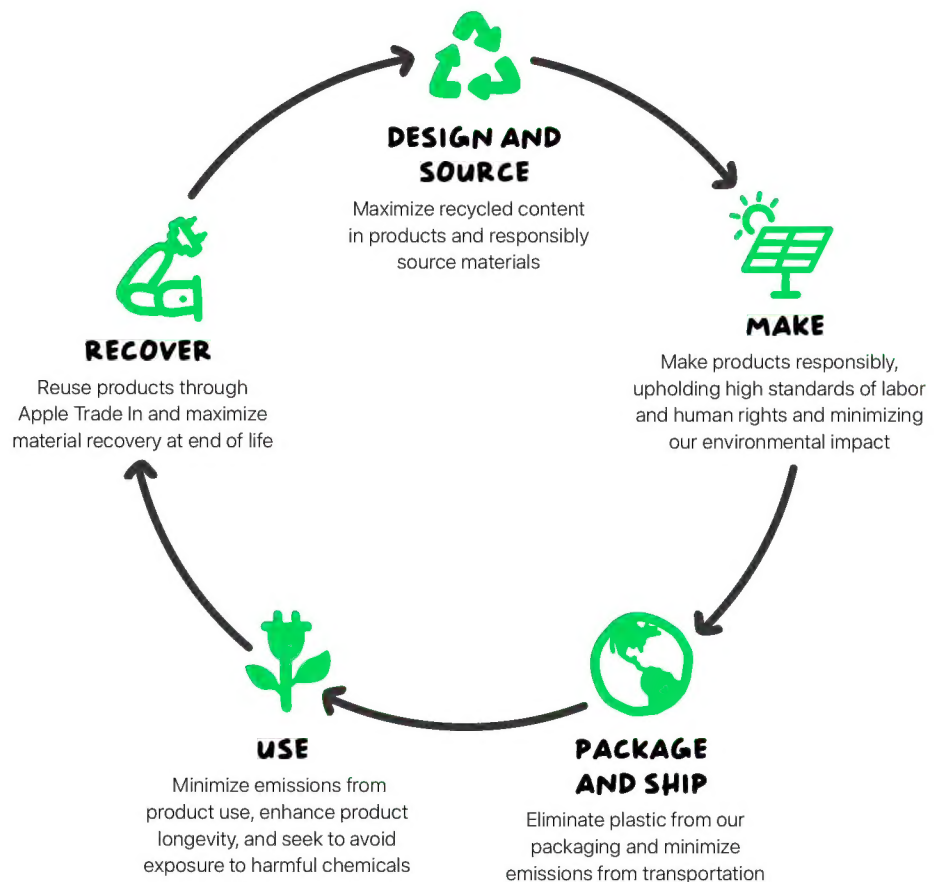 DESIGN AND
SOURCE
Maximize recycled content
in products and responsibly
source materials
MAKE
Make products responsibly,
upholding high standards of labor
and human rights and minimizing
our environmental impact
PACKAGE
AND SHIP
Eliminate plastic from our
packaging and minimize
emissions from transportation
USE
Minimize emissions from
product use, enhance product
longevity, and seek to avoid
exposure to harmful chemicals
RECOVER
Reuse products through
Apple Trade In and maximize
material recovery at end of life